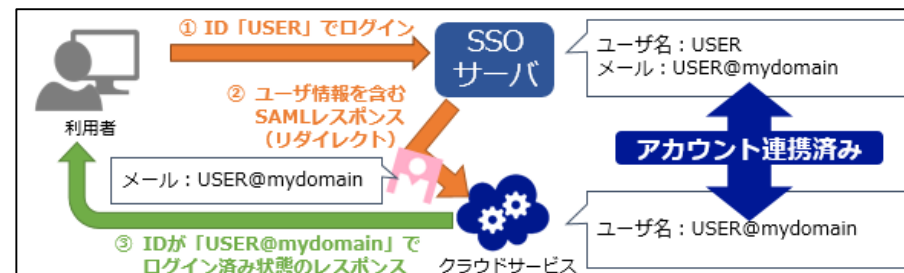 ① ID「USER」でログイン
SSO
サーバ
ユーザ名：USER
メール：USER@mydomain
② ユーザ情報を含む
SAMLレスポンス
（リダイレクト）
利用者
アカウント連携済み
メール：USER@mydomain
ユーザ名：USER@mydomain
③ IDが「USER@mydomain」で
ログイン済み状態のレスポンス
クラウドサービス